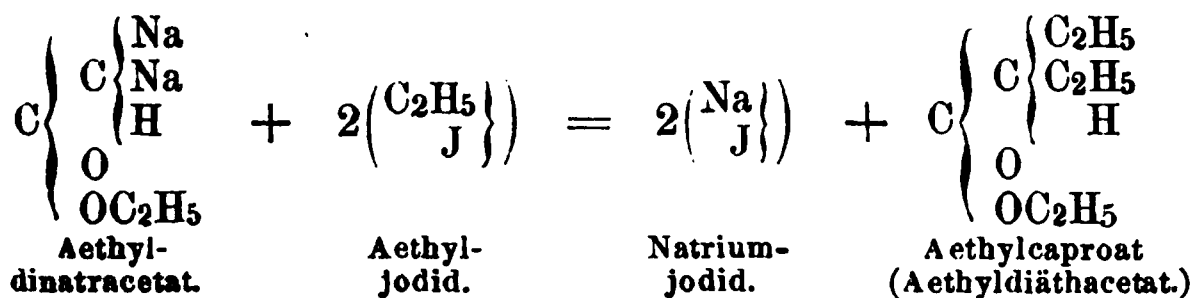 C { C { Na
Na
H
O
OC2H5
+ 2(C2H5
J}) = 2(Na
J}) + C { C { C2H5
C2H5
H
O
OC2H5
Aethyl-
dinatracetat.
Aethyl-
jodid.
Natrium-
jodid.
Aethylcaproat
(Aethyldiäthacetat.)